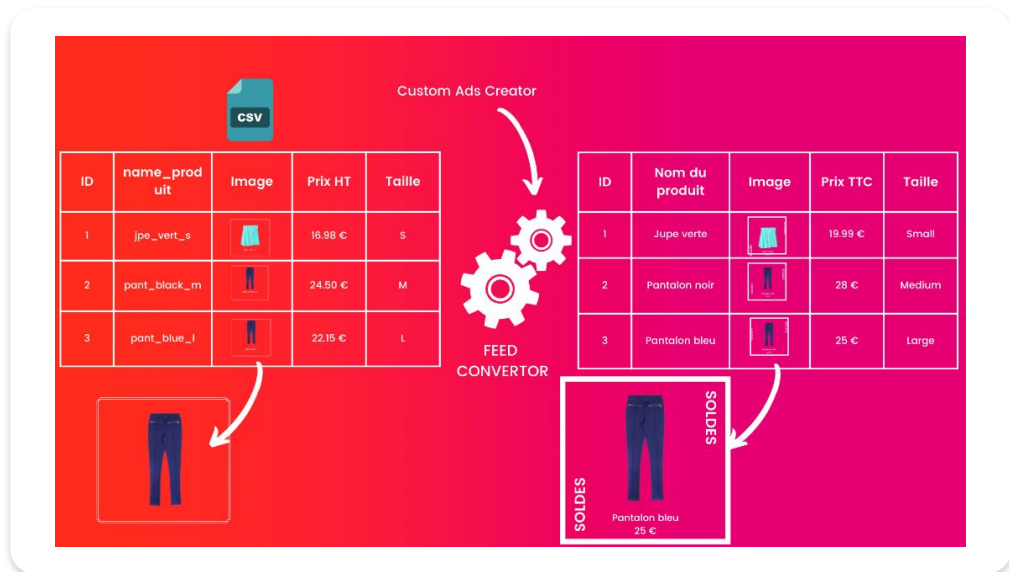 Custom Ads Creator
CSV
ID
name_prod
uit
Image
Prix HT
Taille
1
jpe_vert_s
16.98 €
S
2
pant_black_m
24.50 €
M
3
pant_blue_l
22.15 €
L
FEED
CONVERTOR
ID
Nom du
produit
Image
Prix TTC
Taille
1
Jupe verte
19.99 €
Small
2
Pantalon noir
28 €
Medium
3
Pantalon bleu
25 €
Large
SOLDES
SOLDES
Pantalon bleu
25 €